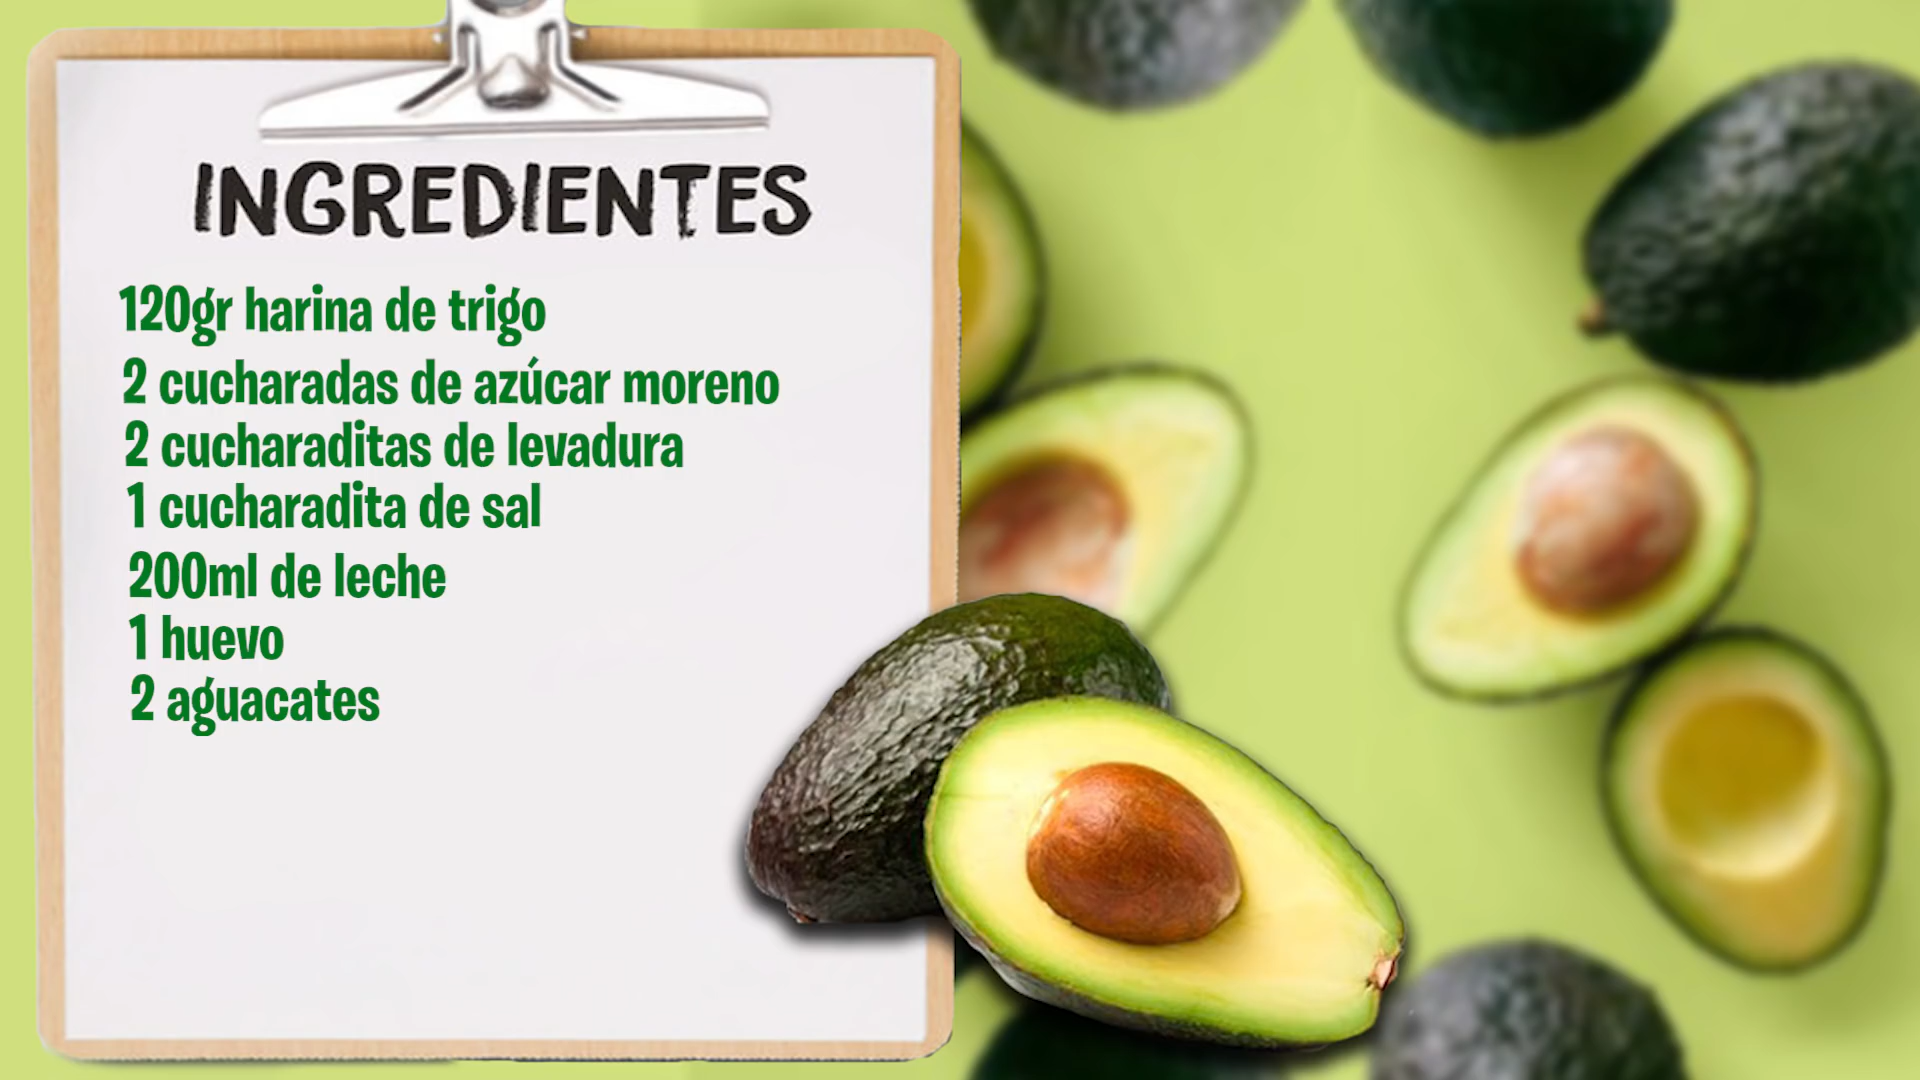 INGREDIENTES
120gr harina de trigo
2 cucharadas de azúcar moreno
2 cucharaditas de levadura
1 cucharadita de sal
200ml de leche
1 huevo
2 aguacates